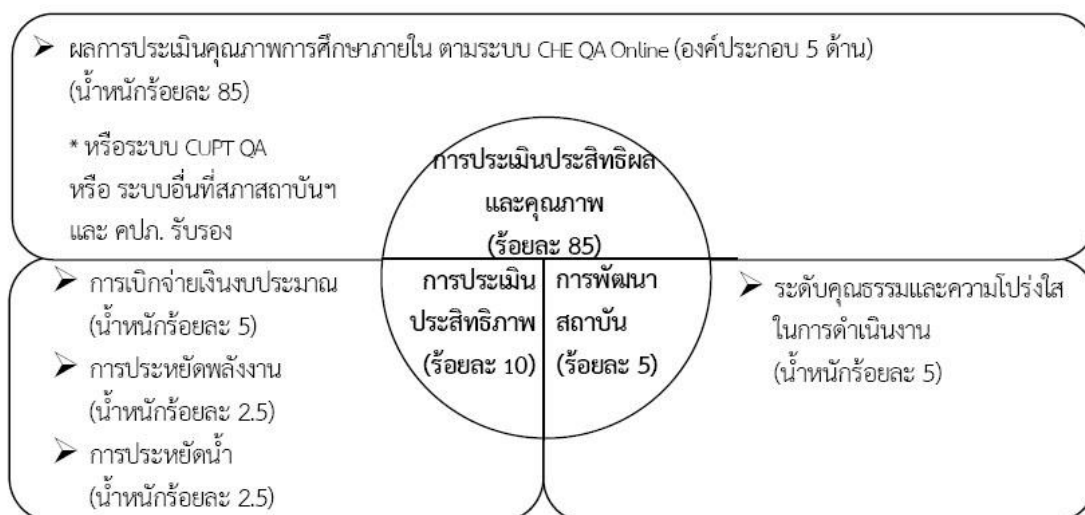 ➢ ผลการประเมินคุณภาพการศึกษาภายใน ตามระบบ CHE QA Online (องค์ประกอบ 5 ด้าน)
(น้ำหนักร้อยละ 85)
* หรือระบบ CUPT QA
หรือ ระบบอื่นที่สภาสถาบันฯ
และ คปภ. รับรอง
การประเมินประสิทธิผล
และคุณภาพ
(ร้อยละ 85)
➢ การเบิกจ่ายเงินงบประมาณ
(น้ำหนักร้อยละ 5)
➢ การประหยัดพลังงาน
(น้ำหนักร้อยละ 2.5)
➢ การประหยัดน้ำ
(น้ำหนักร้อยละ 2.5)
การประเมิน
ประสิทธิภาพ
(ร้อยละ 10)
การพัฒนา
สถาบัน
(ร้อยละ 5)
➢ ระดับคุณธรรมและความโปร่งใส
ในการดำเนินงาน
(น้ำหนักร้อยละ 5)